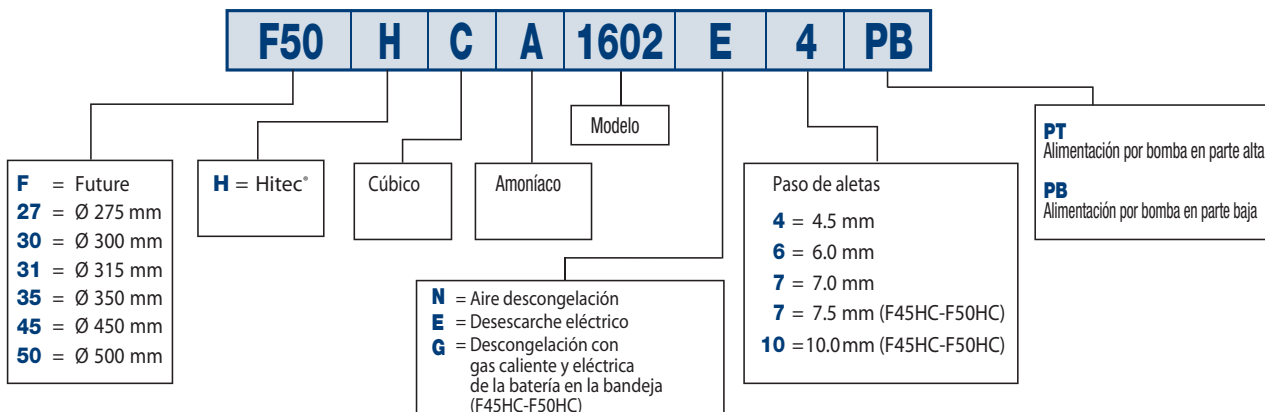 F50 H C A 1602 E 4 PB
F = Future
27 = Ø 275 mm
30 = Ø 300 mm
31 = Ø 315 mm
35 = Ø 350 mm
45 = Ø 450 mm
50 = Ø 500 mm
H = Hitec®
Cúbico
Amoníaco
Modelo
N = Aire descongelación
E = Desescarche eléctrico
G = Descongelación con
gas caliente y eléctrica
de la batería en la bandeja
(F45HC-F50HC)
Paso de aletas
4 = 4.5 mm
6 = 6.0 mm
7 = 7.0 mm
7 = 7.5 mm (F45HC-F50HC)
10 =10.0 mm (F45HC-F50HC)
PT
Alimentación por bomba en parte alta
PB
Alimentación por bomba en parte baja